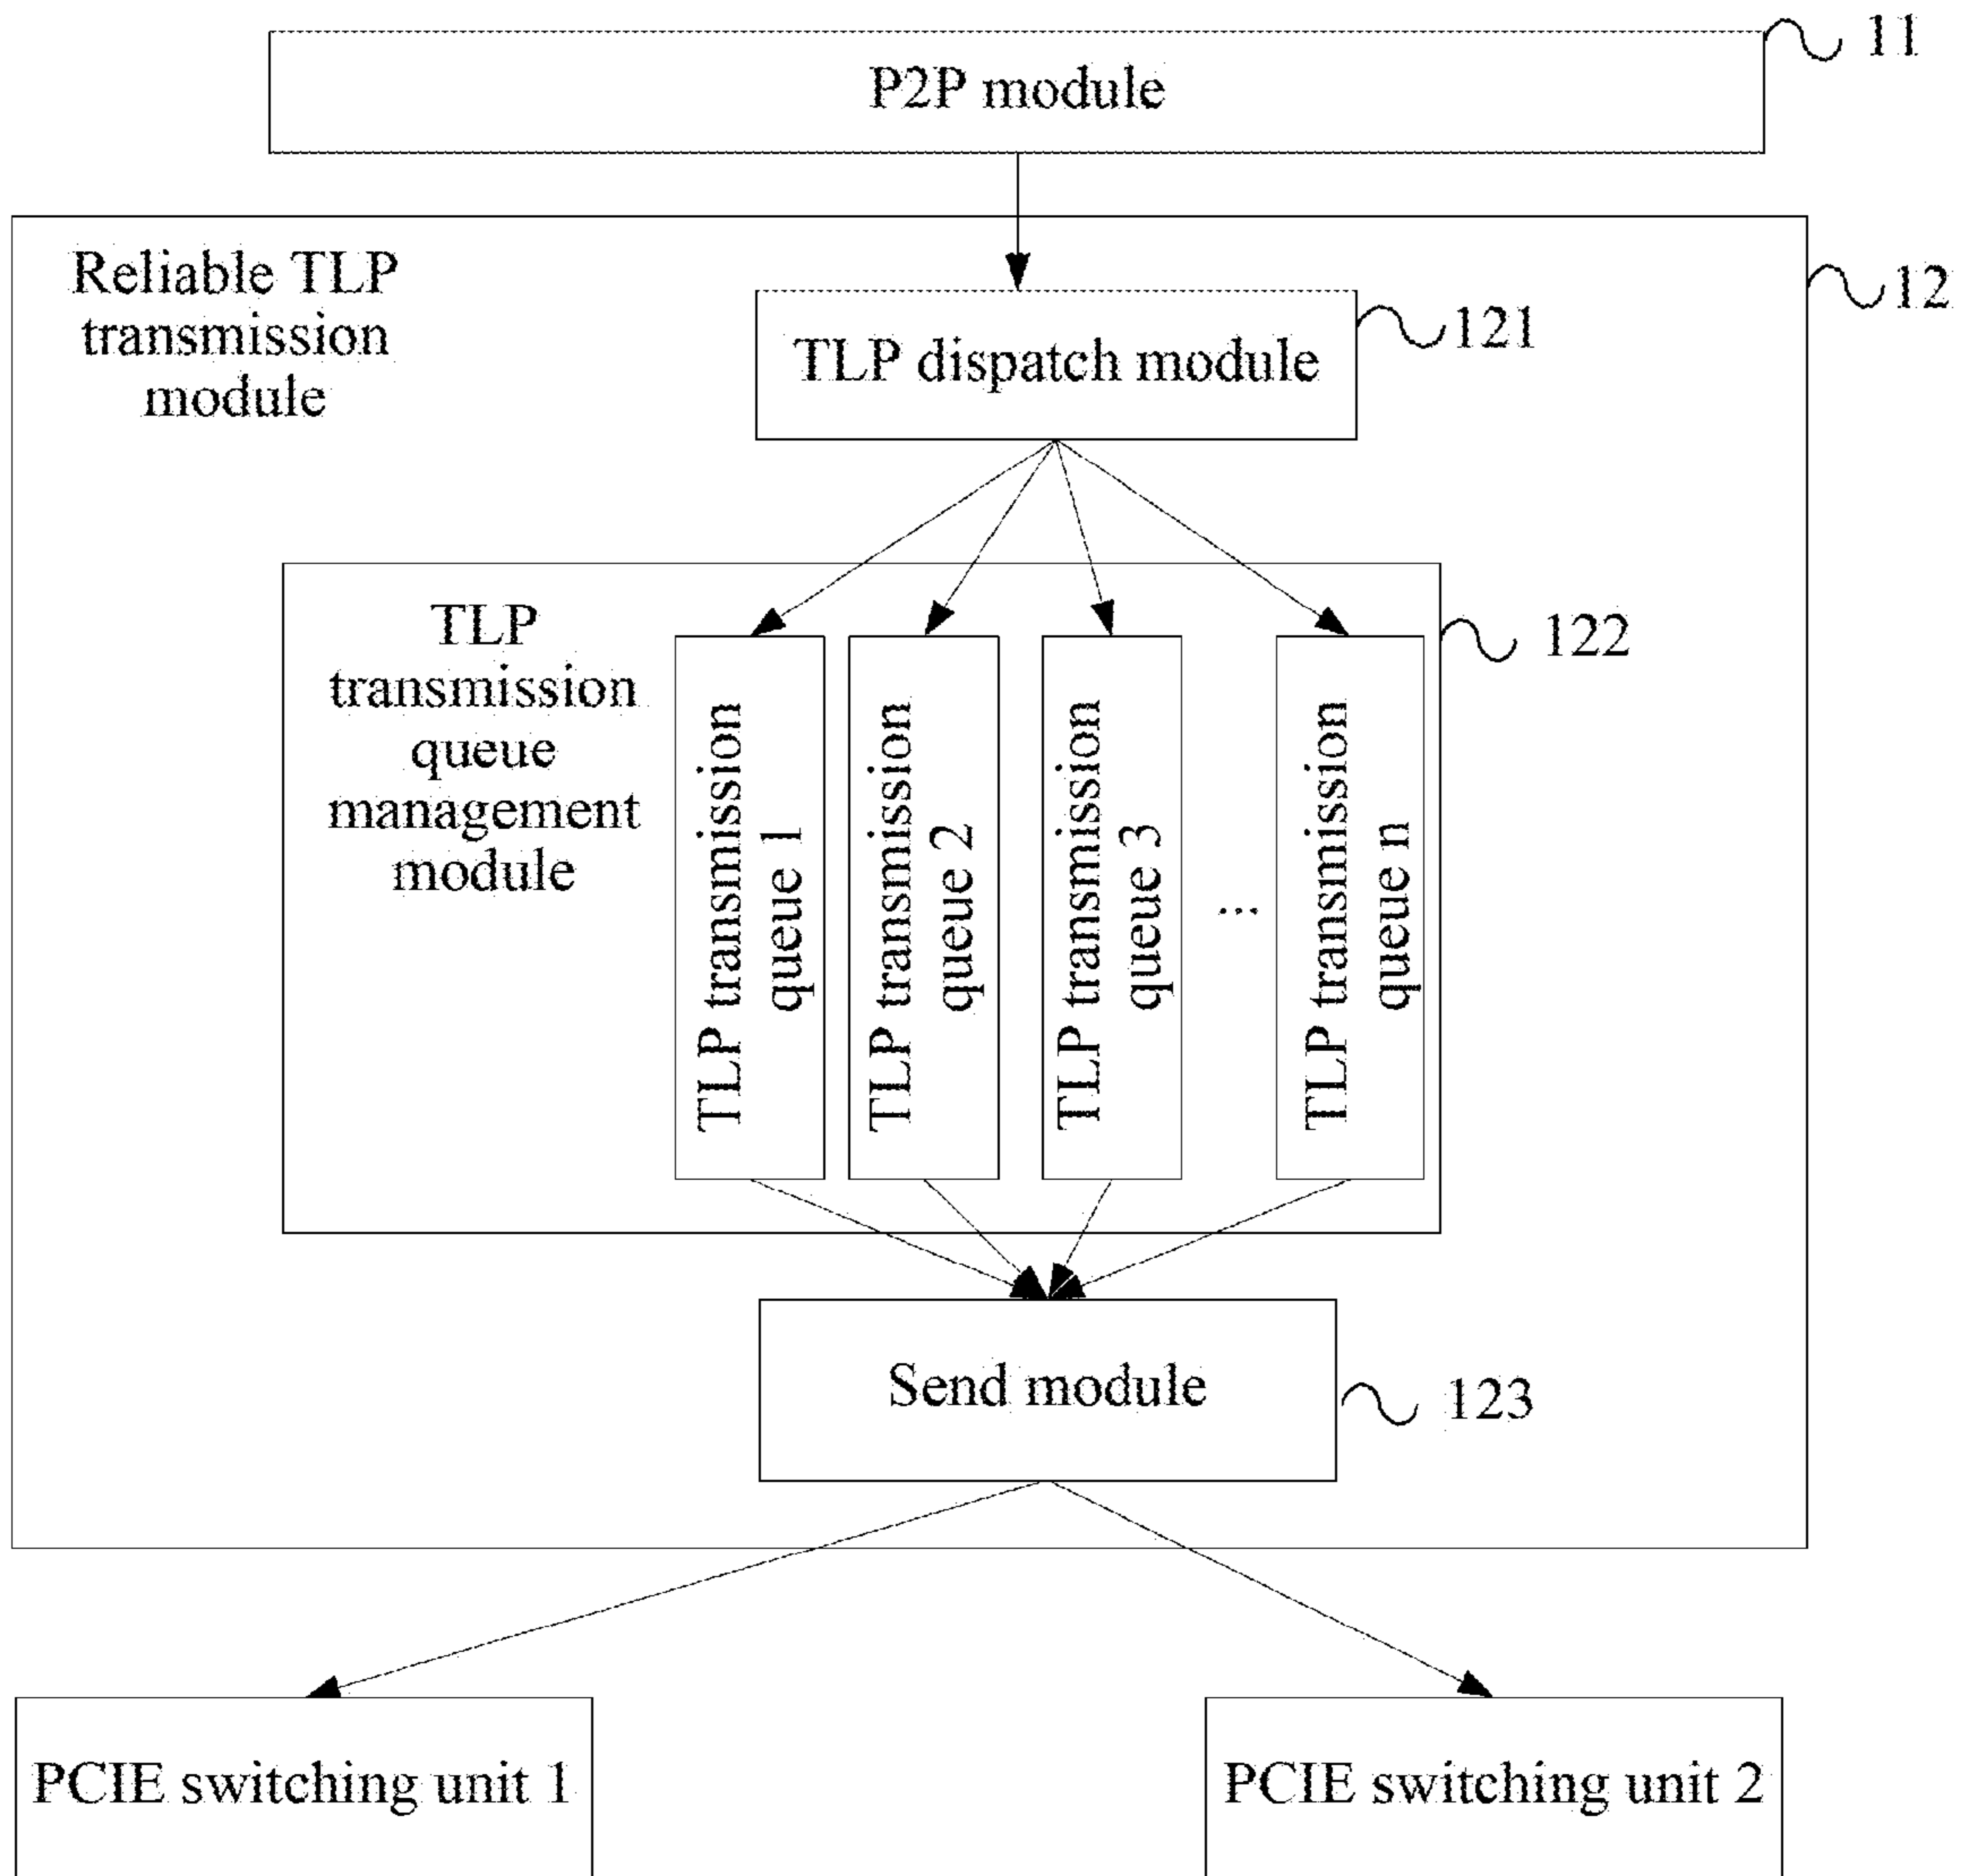 P2P module
11
Reliable TLP
transmission
module
12
TLP dispatch module
121
TLP
transmission
queue
management
module
122
TLP transmission
queue 1
TLP transmission
queue 2
TLP transmission
queue 3
...
TLP transmission
queue n
Send module
123
PCIE switching unit 1
PCIE switching unit 2